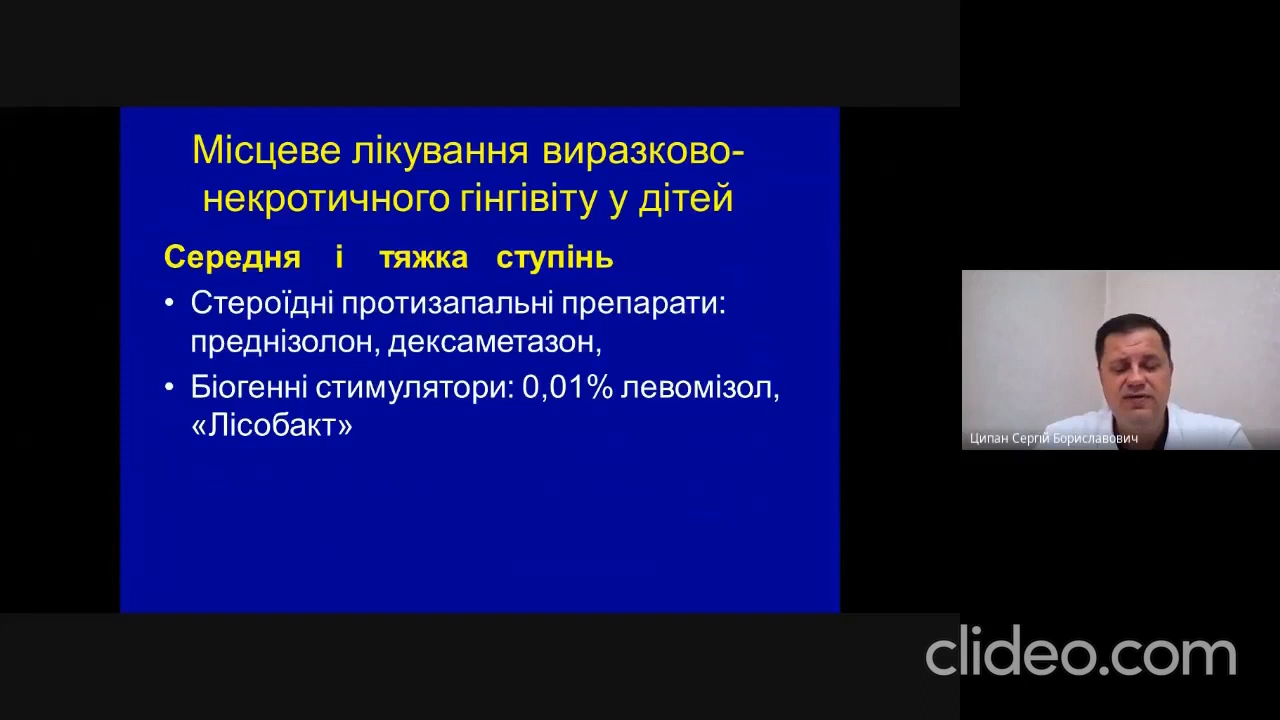 Місцеве лікування виразково-
некротичного гінгівіту у дітей
Середня і тяжка ступінь
• Стероїдні протизапальні препарати:
преднізолон, дексаметазон,
• Біогенні стимулятори: 0,01% левомізол,
«Лісобакт»
Ципан Сергій Бориславович
clideo.com